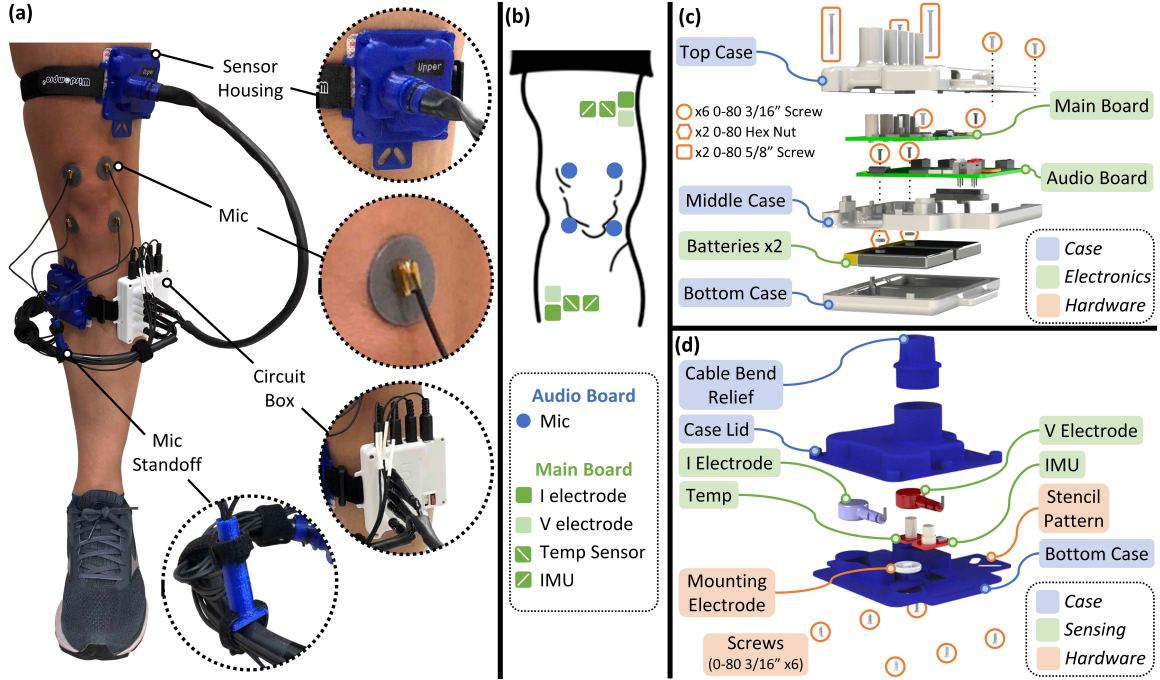 (a)
wisdompia.
Upper
Sensor
Housing
Upper
Mic
Circuit
Box
Mic
Standoff
(b)
Audio Board
Mic
Main Board
I electrode
V electrode
Temp Sensor
IMU
(c)
Top Case
x6 0-80 3/16” Screw
x2 0-80 Hex Nut
x2 0-80 5/8” Screw
Main Board
Audio Board
Middle Case
Batteries x2
Bottom Case
Case
Electronics
Hardware
(d)
Cable Bend
Relief
Case Lid
I Electrode
Temp
V Electrode
IMU
Stencil
Pattern
Bottom Case
Mounting
Electrode
Screws
(0-80 3/16” x6)
Case
Sensing
Hardware